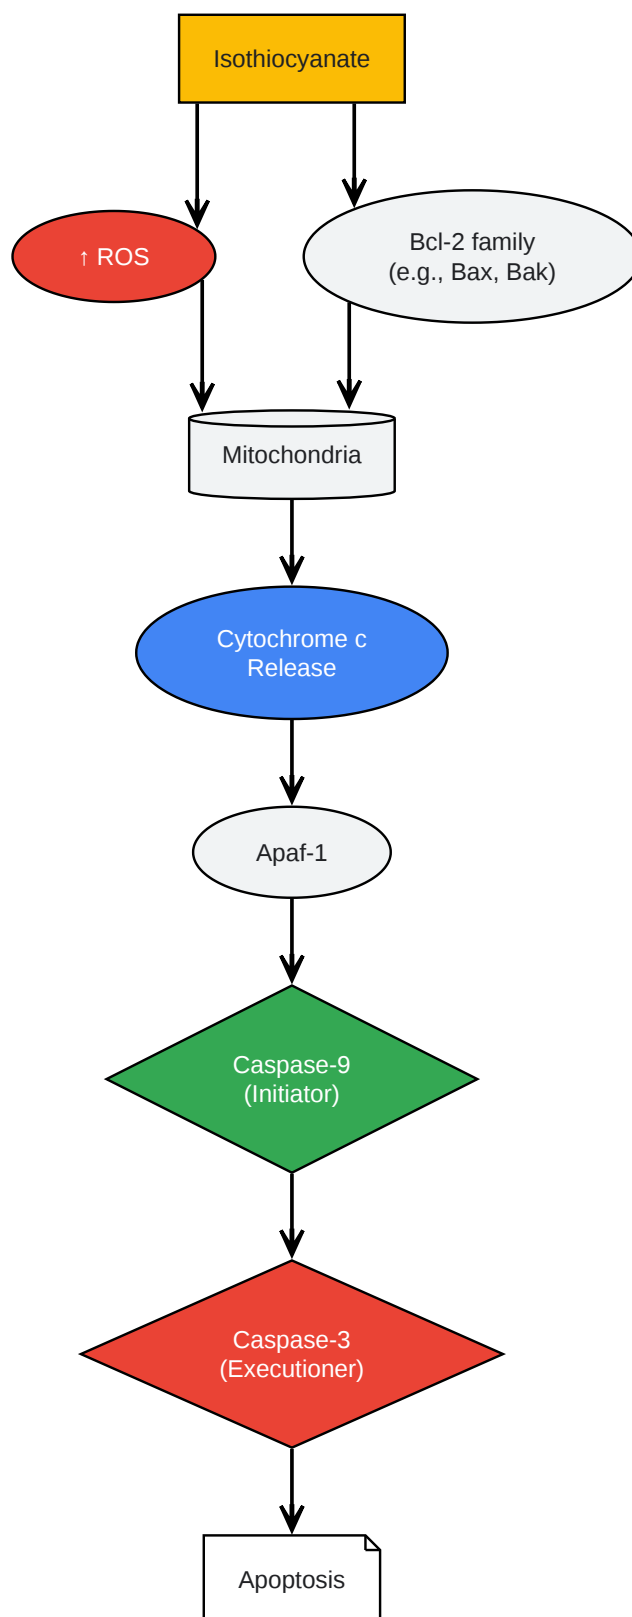 Isothiocyanate
↑ ROS
Bcl-2 family
(e.g., Bax, Bak)
Mitochondria
Cytochrome c
Release
Apaf-1
Caspase-9
(Initiator)
Caspase-3
(Executioner)
Apoptosis